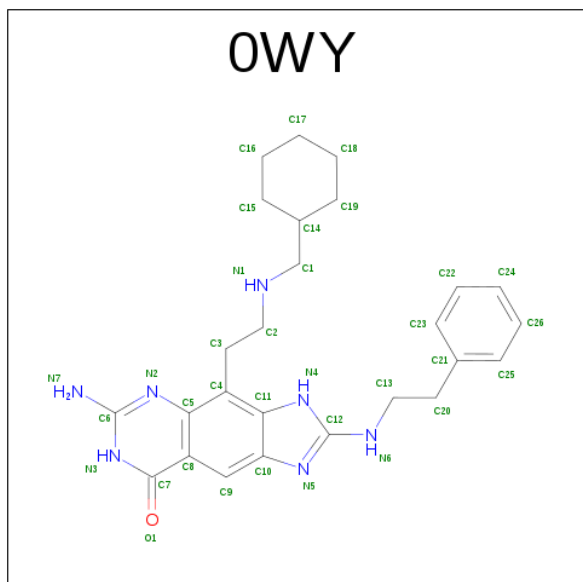 0WY
C17
C16 C18
C15 C19
C14
N1 C1
HN
C22 C24
C3 C2 C23 C26
N4 C21 C25
N7 N2 C4 C11 H C13
H₂N N C5 N C12 C20
C6 N
HN C8 C10 N H
N3 C7 C9 N5 N6
O
O1